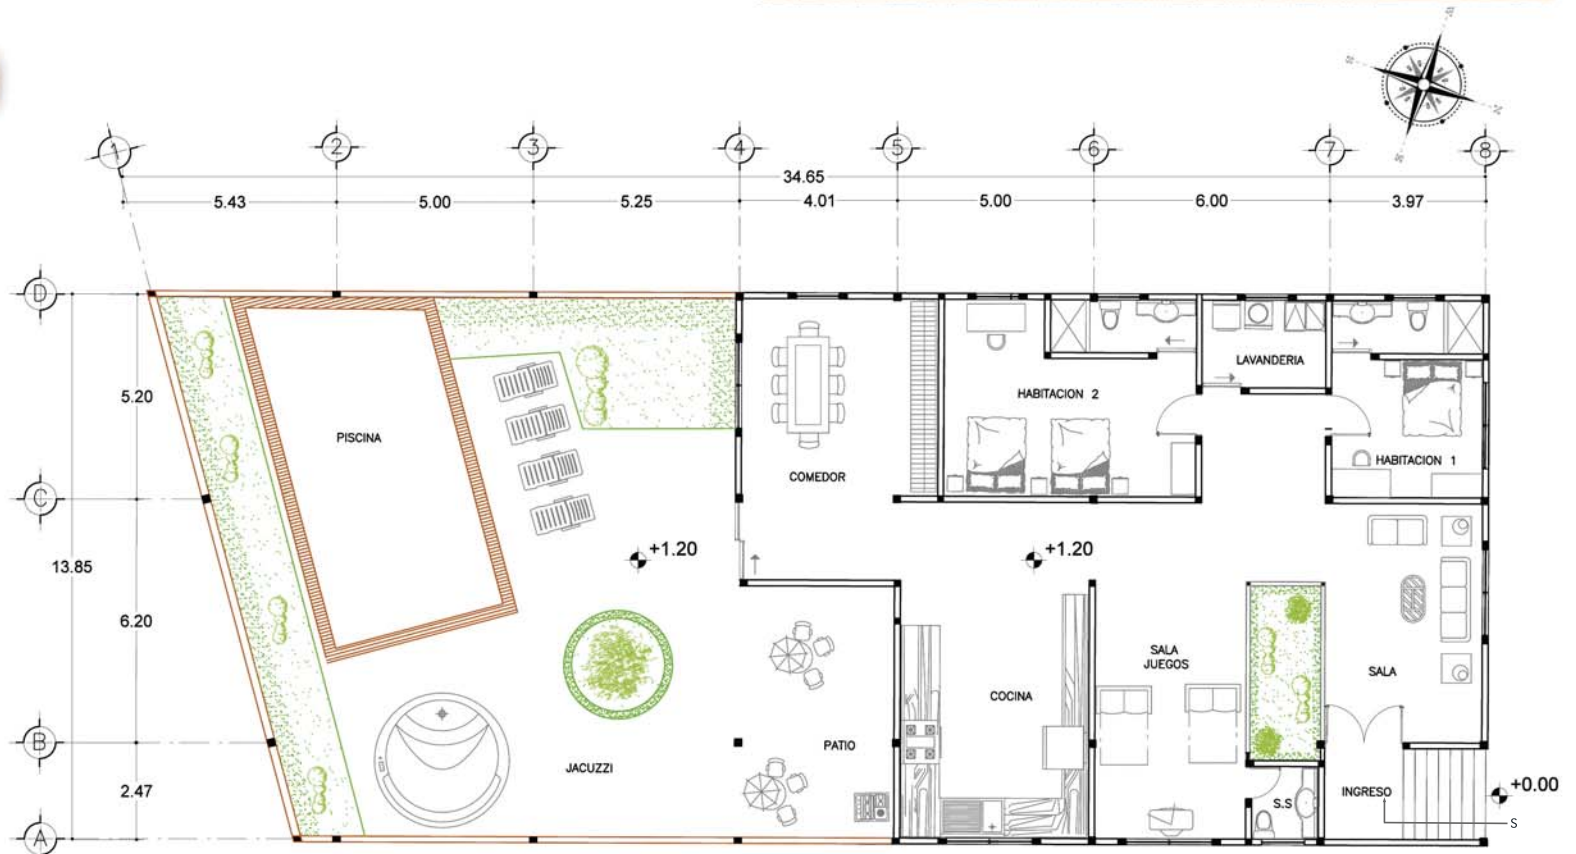 1
2
3
4
5
6
7
8
34.65
5.43
5.00
5.25
4.01
5.00
6.00
3.97
D
C
B
A
5.20
6.20
2.47
13.85
PISCINA
COMEDOR
HABITACION 2
LAVANDERIA
HABITACION 1
+1.20
+1.20
SALA
JUEGOS
SALA
COCINA
PATIO
JACUZZI
INGRESO
S.S
+0.00
S